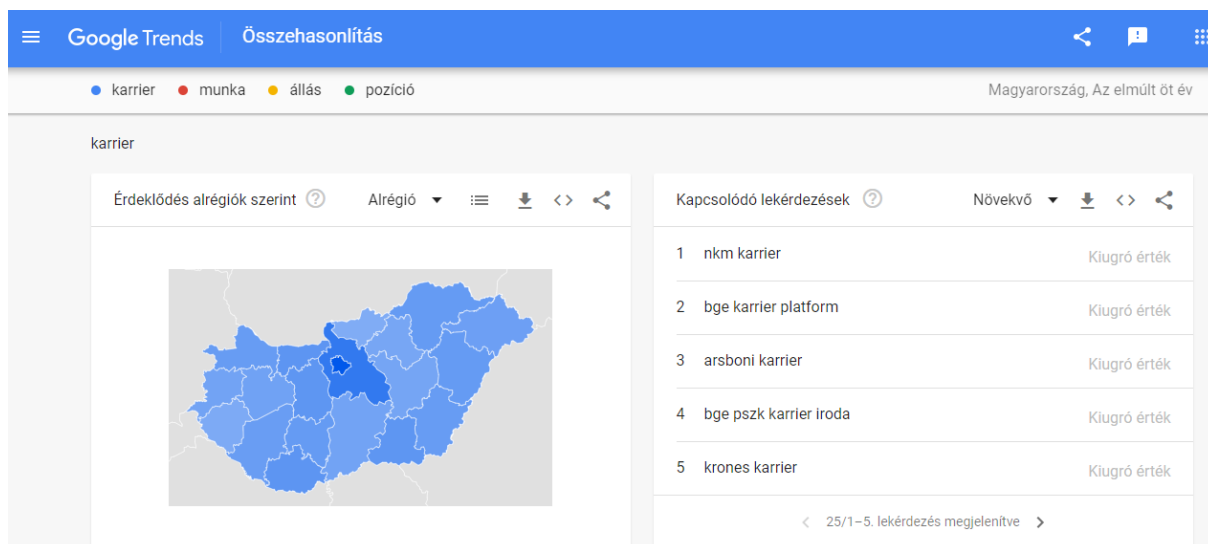 Google Trends Összehasonlítás
karrier munka állás pozíció Magyarország, Az elmúlt öt év
karrier
Érdeklődés alrégiók szerint Alrégió
Kapcsolódó lekérdezések Növekvő
1 nkm karrier Kiugró érték
2 bge karrier platform Kiugró érték
3 arsboni karrier Kiugró érték
4 bge pszk karrier iroda Kiugró érték
5 krones karrier Kiugró érték
25/1–5. lekérdezés megjelenítve